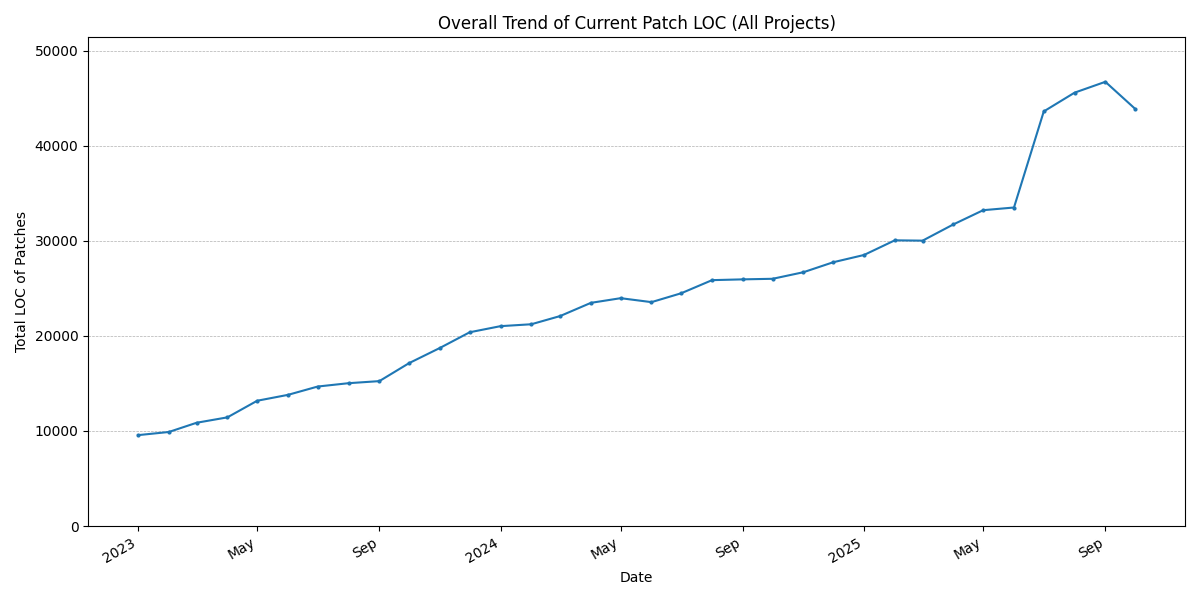 Overall Trend of Current Patch LOC (All Projects)
50000
40000
30000
20000
10000
0
Total LOC of Patches
2023
May
Sep
2024
May
Sep
2025
May
Sep
Date